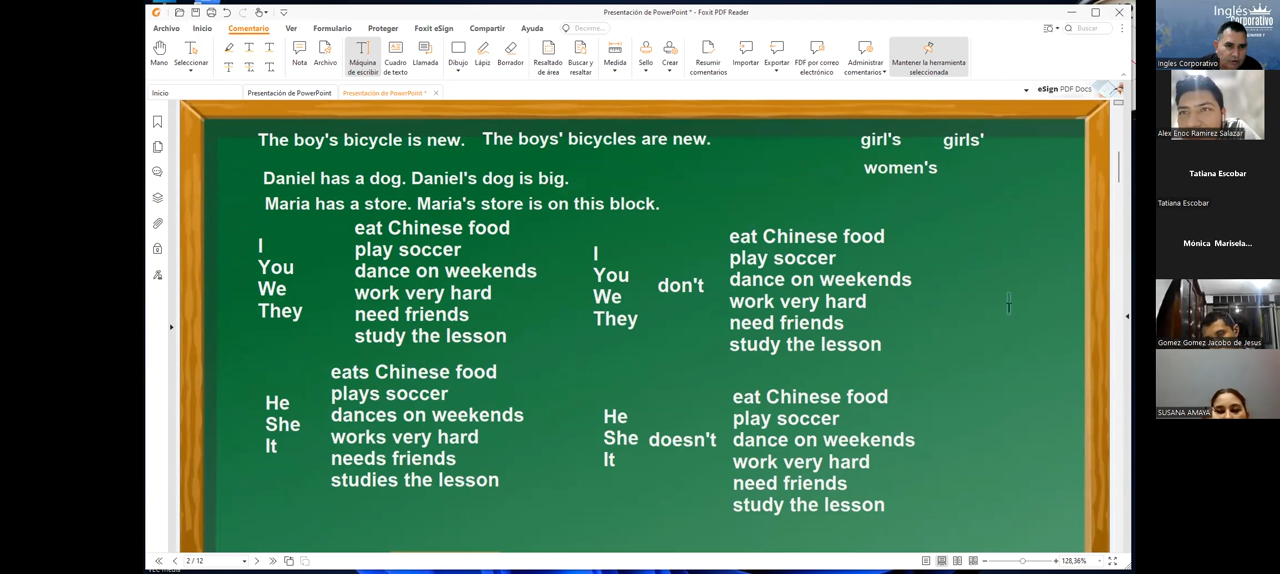 Presentación de PowerPoint * - Foxit PDF Reader
Archivo Inicio Comentario Ver Formulario Proteger Foxit eSign Compartir Ayuda Decirme... Buscar
Mano Seleccionar Nota Archivo Máquina de escribir Cuadro de texto Llamada Dibujo Lápiz Borrador Resaltado de área Buscar y resaltar Medida Sello Crear Resumir comentarios Importar Exportar FDF por correo electrónico Administrar comentarios Mantener la herramienta seleccionada
Inicio Presentación de PowerPoint Presentación de PowerPoint * eSign PDF Docs
The boy's bicycle is new. The boys' bicycles are new. girl's girls'
women's
Daniel has a dog. Daniel's dog is big.
Maria has a store. Maria's store is on this block.
I
You
We
They
eat Chinese food
play soccer
dance on weekends
work very hard
need friends
study the lesson
I
You
We
They
don't
eat Chinese food
play soccer
dance on weekends
work very hard
need friends
study the lesson
He
She
It
eats Chinese food
plays soccer
dances on weekends
works very hard
needs friends
studies the lesson
He
She
It
doesn't
eat Chinese food
play soccer
dance on weekends
work very hard
need friends
study the lesson
2 / 12
128,36%
Inglés
Corporativo
Ingles Corporativo
Alex Enoc Ramirez Salazar
Tatiana Escobar
Tatiana Escobar
Mónica Marisela...
Gomez Gomez Jacobo de Jesus
SUSANA AMAYA